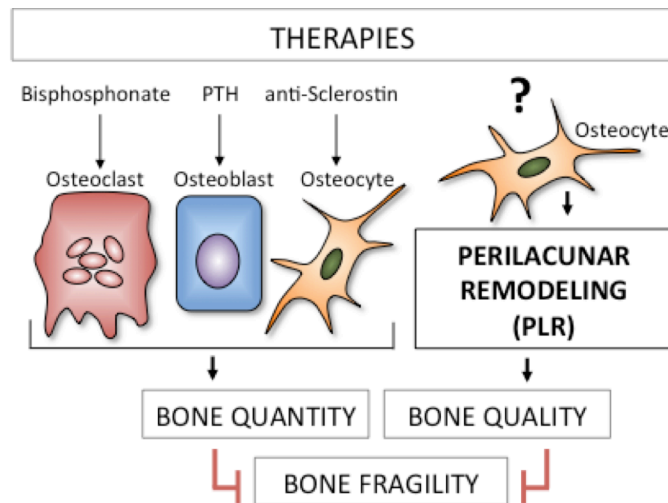 THERAPIES
Bisphosphonate PTH anti-Sclerostin
?
Osteocyte
Osteoclast Osteoblast Osteocyte
PERILACUNAR
REMODELING
(PLR)
BONE QUANTITY BONE QUALITY
BONE FRAGILITY